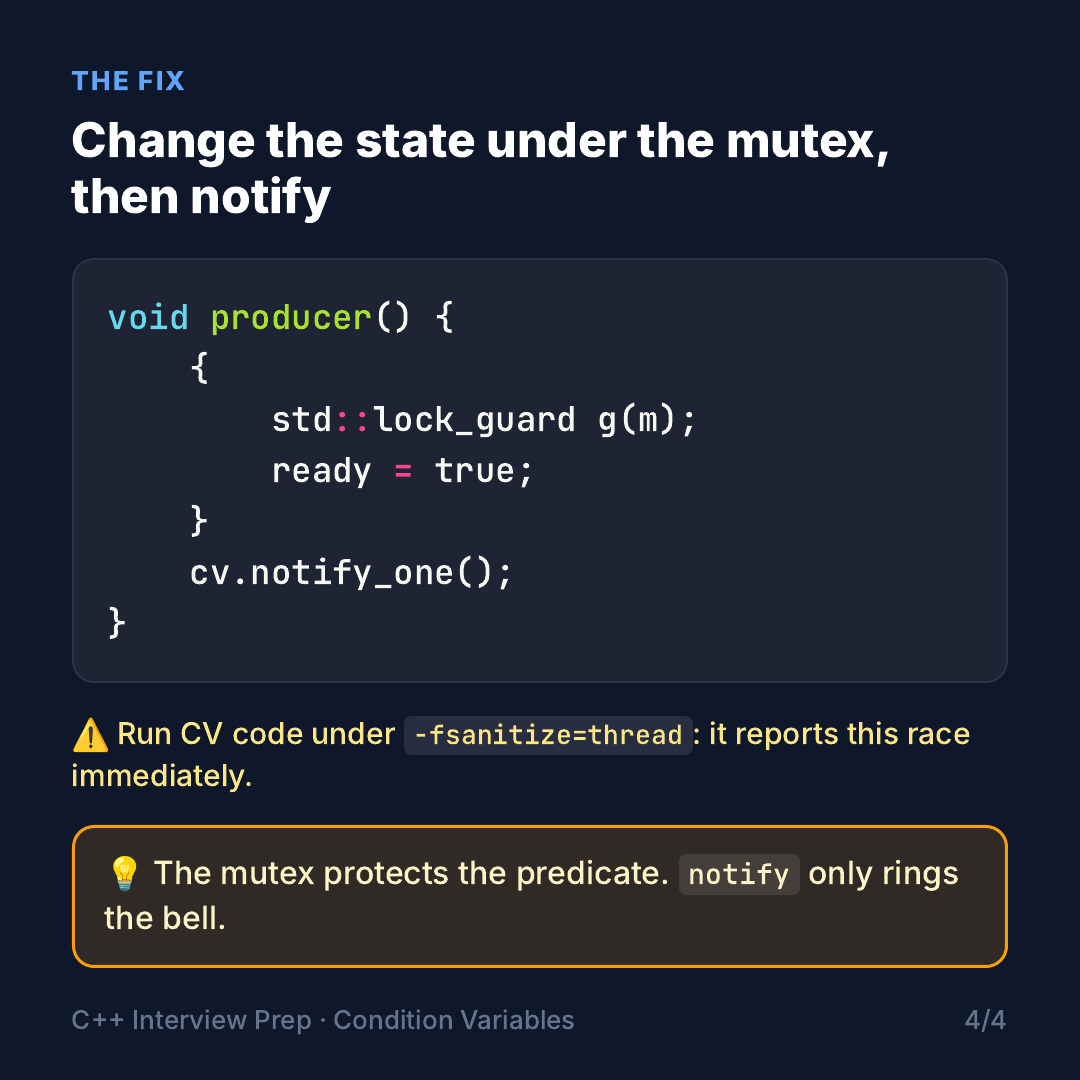 THE FIX
Change the state under the mutex,
then notify
void producer() {
    {
        std::lock_guard g(m);
        ready = true;
    }
    cv.notify_one();
}
⚠️ Run CV code under -fsanitize=thread: it reports this race
immediately.
💡 The mutex protects the predicate. notify only rings
the bell.
C++ Interview Prep · Condition Variables
4/4